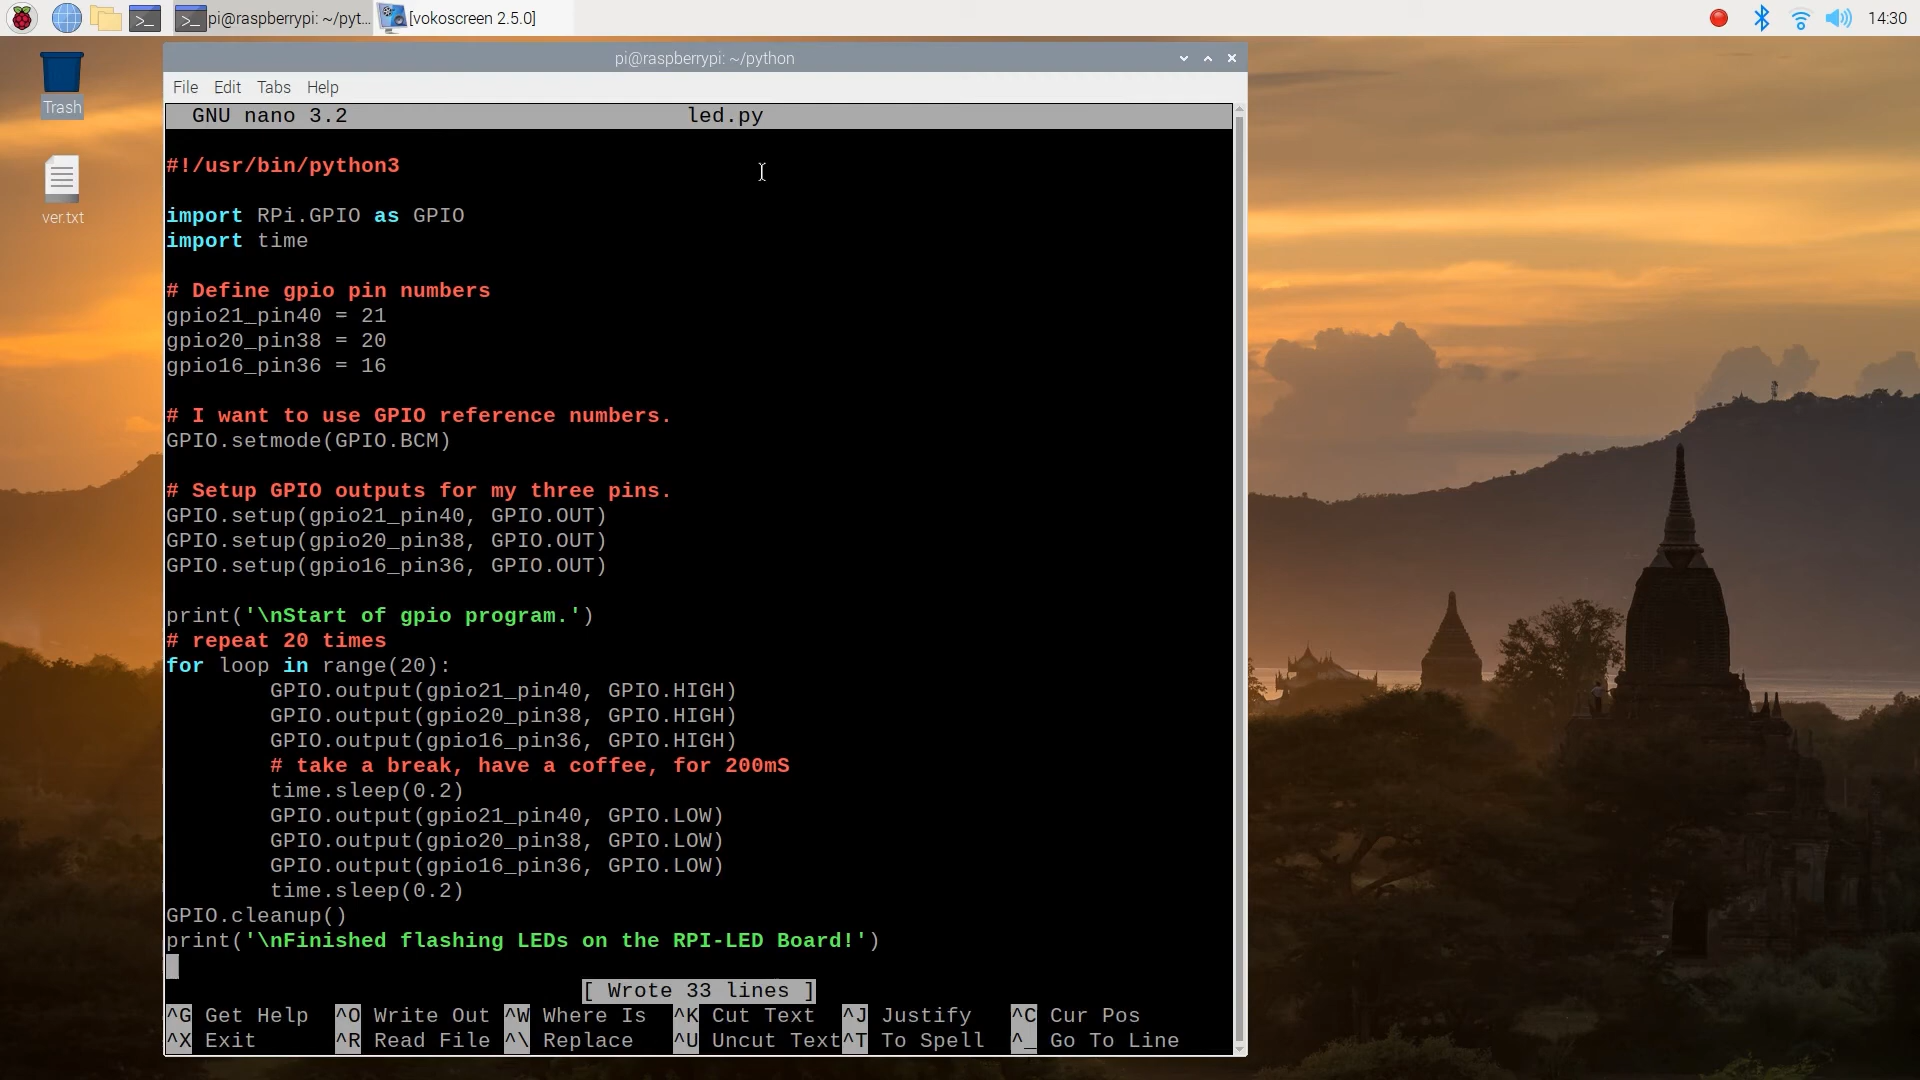 pi@raspberrypi: ~/pyt...
[vokoscreen 2.5.0]
14:30
Trash
ver.txt
pi@raspberrypi: ~/python
File Edit Tabs Help
GNU nano 3.2 led.py
#!/usr/bin/python3
import RPi.GPIO as GPIO
import time
# Define gpio pin numbers
gpio21_pin40 = 21
gpio20_pin38 = 20
gpio16_pin36 = 16
# I want to use GPIO reference numbers.
GPIO.setmode(GPIO.BCM)
# Setup GPIO outputs for my three pins.
GPIO.setup(gpio21_pin40, GPIO.OUT)
GPIO.setup(gpio20_pin38, GPIO.OUT)
GPIO.setup(gpio16_pin36, GPIO.OUT)
print('\nStart of gpio program.')
# repeat 20 times
for loop in range(20):
        GPIO.output(gpio21_pin40, GPIO.HIGH)
        GPIO.output(gpio20_pin38, GPIO.HIGH)
        GPIO.output(gpio16_pin36, GPIO.HIGH)
        # take a break, have a coffee, for 200mS
        time.sleep(0.2)
        GPIO.output(gpio21_pin40, GPIO.LOW)
        GPIO.output(gpio20_pin38, GPIO.LOW)
        GPIO.output(gpio16_pin36, GPIO.LOW)
        time.sleep(0.2)
GPIO.cleanup()
print('\nFinished flashing LEDs on the RPI-LED Board!')
[ Wrote 33 lines ]
^G Get Help ^O Write Out ^W Where Is ^K Cut Text ^J Justify ^C Cur Pos
^X Exit ^R Read File ^\ Replace ^U Uncut Text ^T To Spell ^_ Go To Line